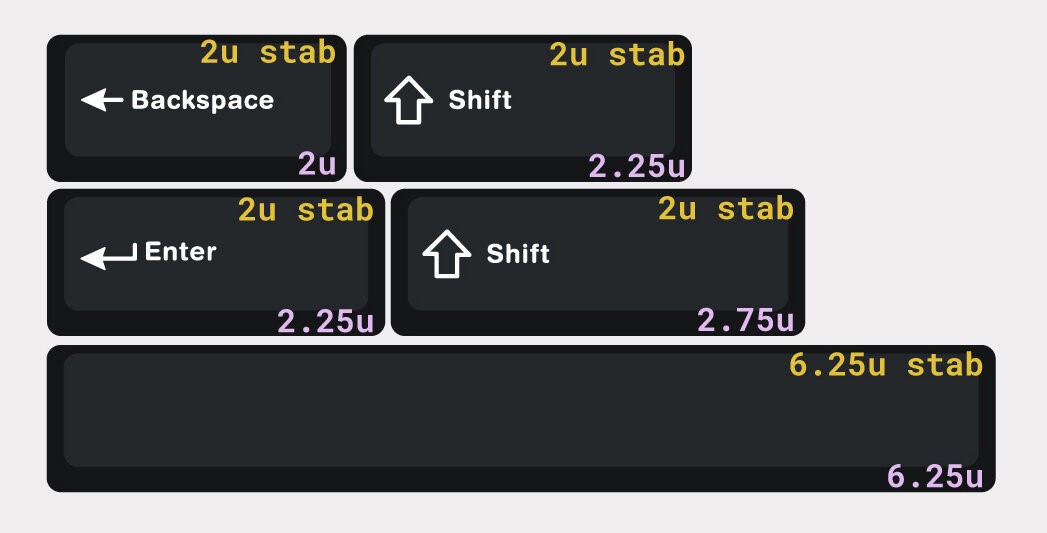 2u stab
Backspace
2u
2u stab
Shift
2.25u
2u stab
Enter
2.25u
2u stab
Shift
2.75u
6.25u stab
6.25u